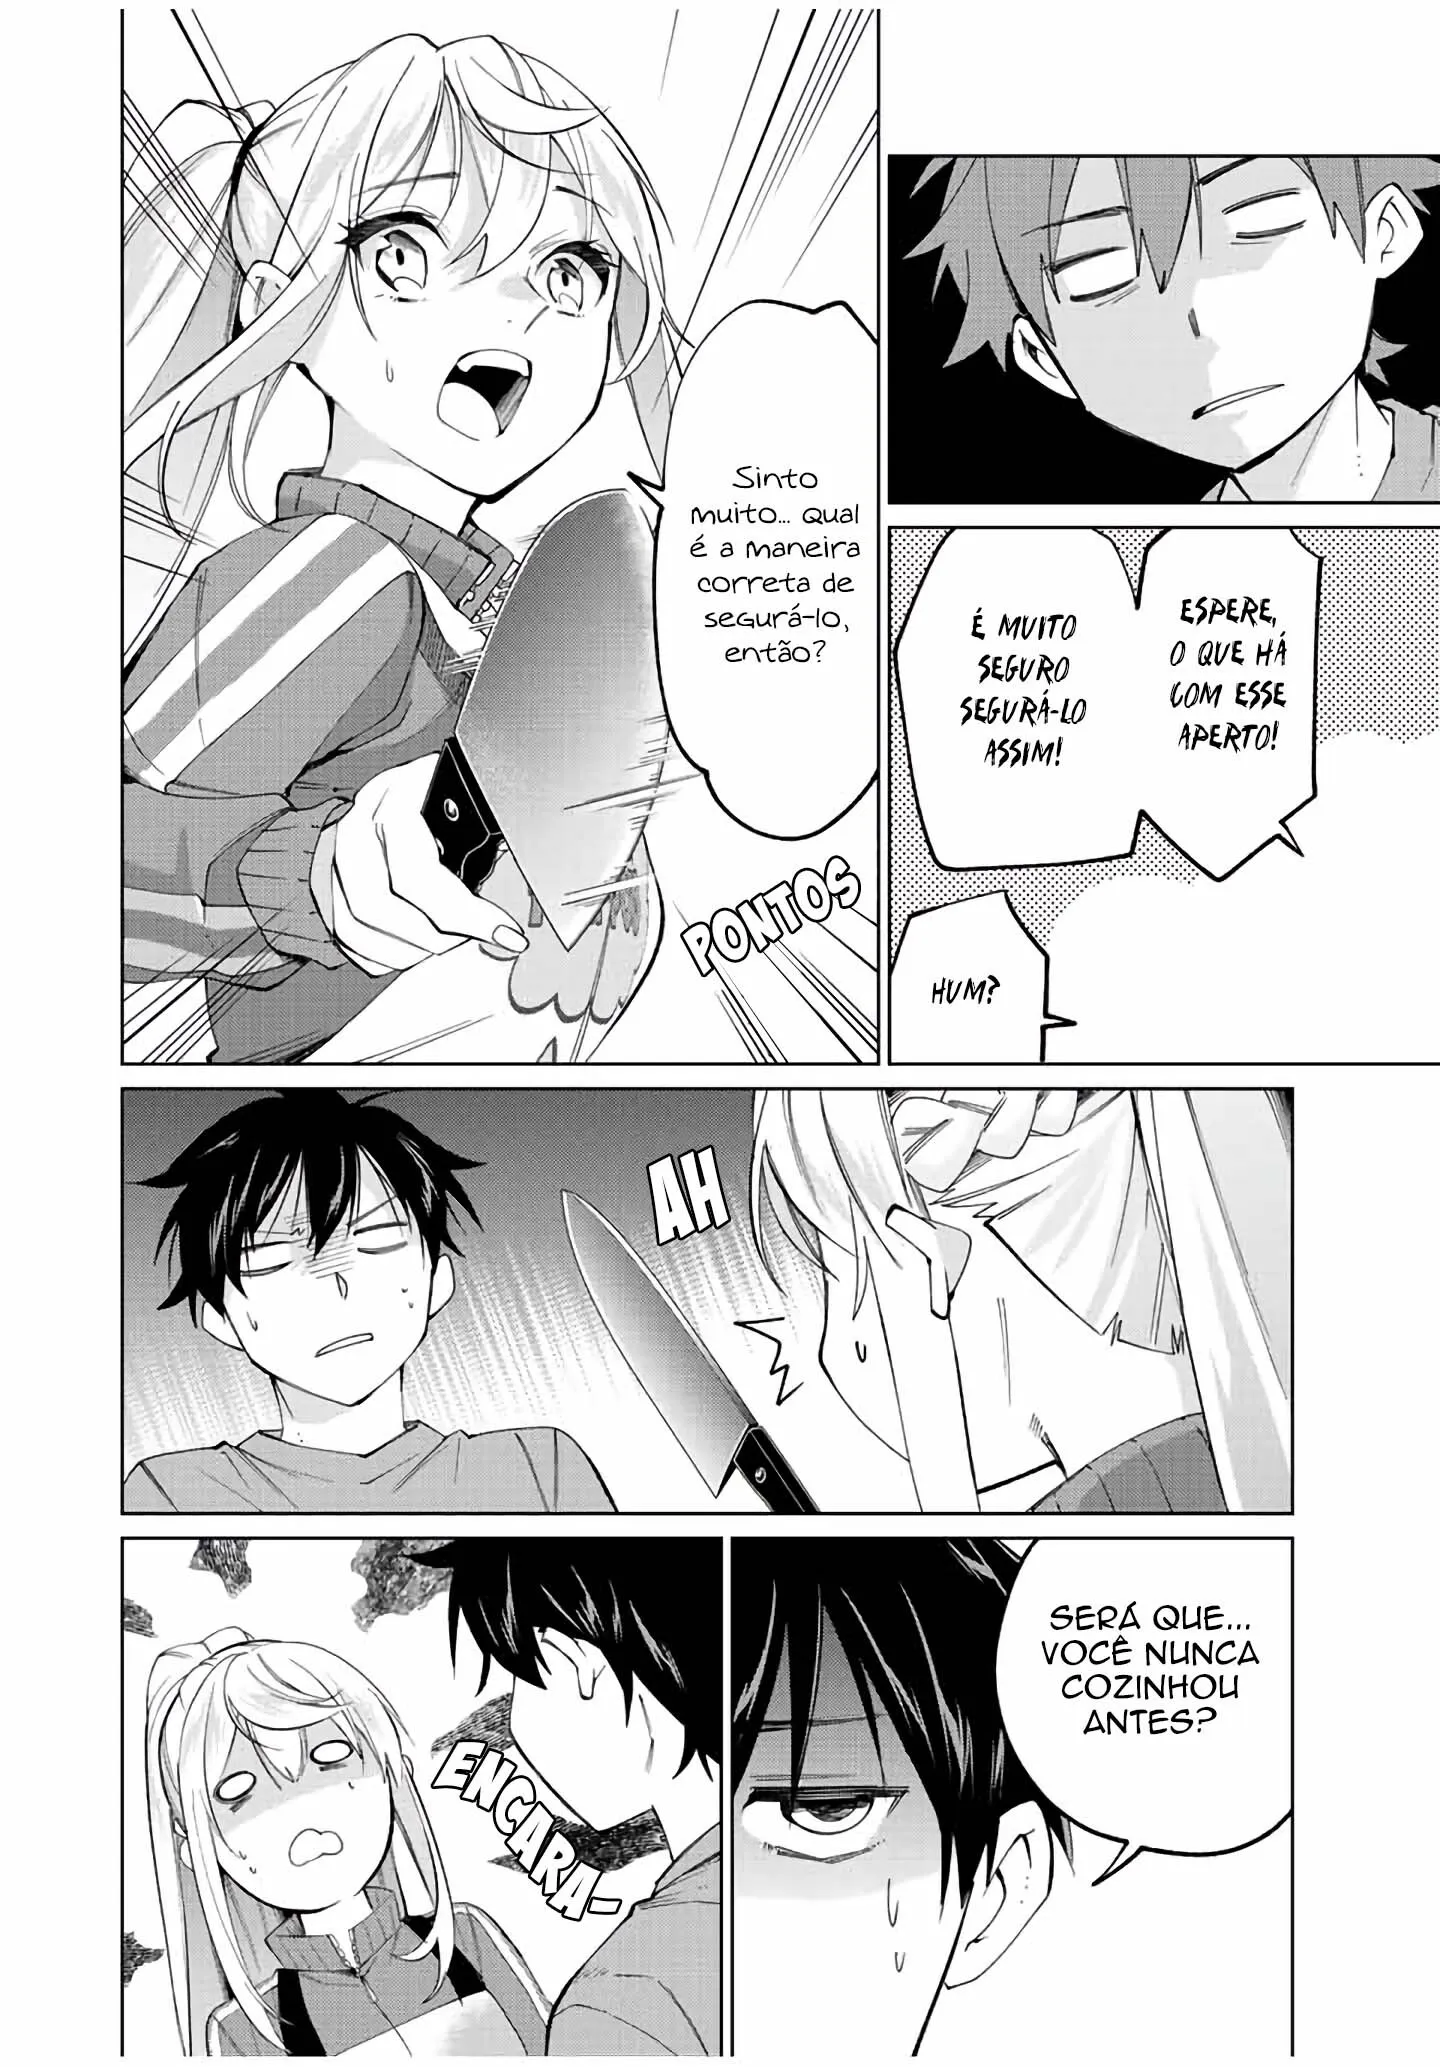 ESPERE,
O QUE HÁ
COM ESSE
APERTO!
É MUITO
SEGURO
SEGURÁ-LO
ASSIM!
HUM?
Sinto
muito... qual
é a maneira
correta de
segurá-lo,
então?
PONTOS
AH
SERÁ QUE...
VOCÊ NUNCA
COZINHOU
ANTES?
ENCARA-